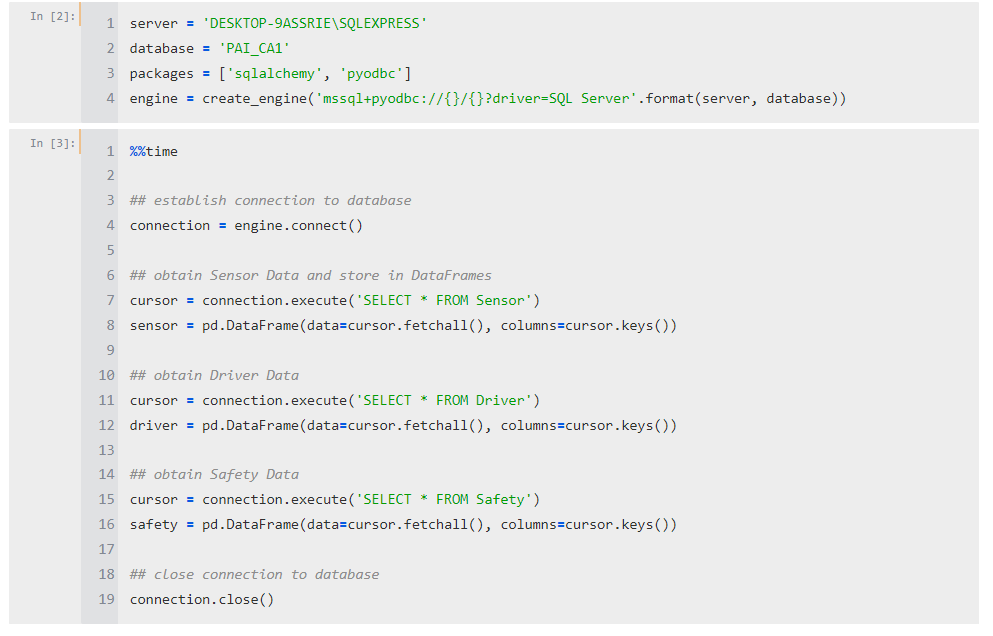 In [2]:
1 server = 'DESKTOP-9ASSRIE\SQLEXPRESS'
2 database = 'PAI_CA1'
3 packages = ['sqlalchemy', 'pyodbc']
4 engine = create_engine('mssql+pyodbc://{}/{}?driver=SQL Server'.format(server, database))
In [3]:
1 %%time
2
3 ## establish connection to database
4 connection = engine.connect()
5
6 ## obtain Sensor Data and store in DataFrames
7 cursor = connection.execute('SELECT * FROM Sensor')
8 sensor = pd.DataFrame(data=cursor.fetchall(), columns=cursor.keys())
9
10 ## obtain Driver Data
11 cursor = connection.execute('SELECT * FROM Driver')
12 driver = pd.DataFrame(data=cursor.fetchall(), columns=cursor.keys())
13
14 ## obtain Safety Data
15 cursor = connection.execute('SELECT * FROM Safety')
16 safety = pd.DataFrame(data=cursor.fetchall(), columns=cursor.keys())
17
18 ## close connection to database
19 connection.close()